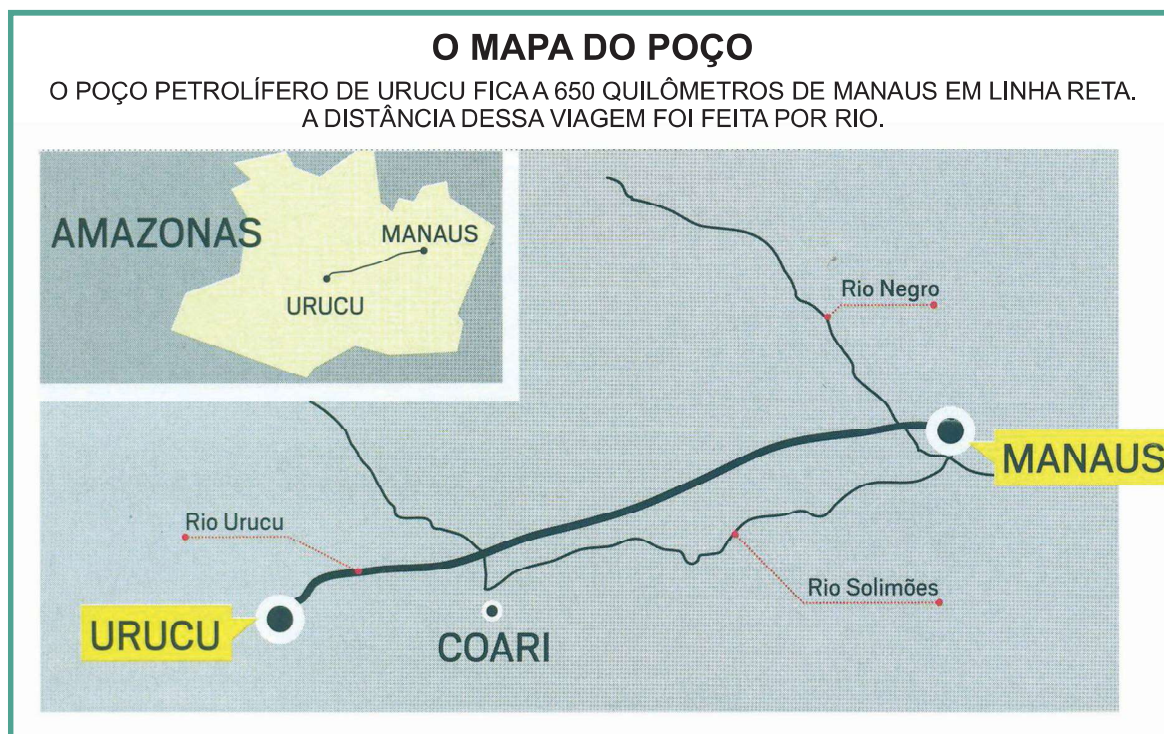 O MAPA DO POÇO
O POÇO PETROLÍFERO DE URUCU FICA A 650 QUILÔMETROS DE MANAUS EM LINHA RETA.
A DISTÂNCIA DESSA VIAGEM FOI FEITA POR RIO.
AMAZONAS
MANAUS
URUCU
Rio Negro
MANAUS
Rio Urucu
Rio Solimões
URUCU
COARI